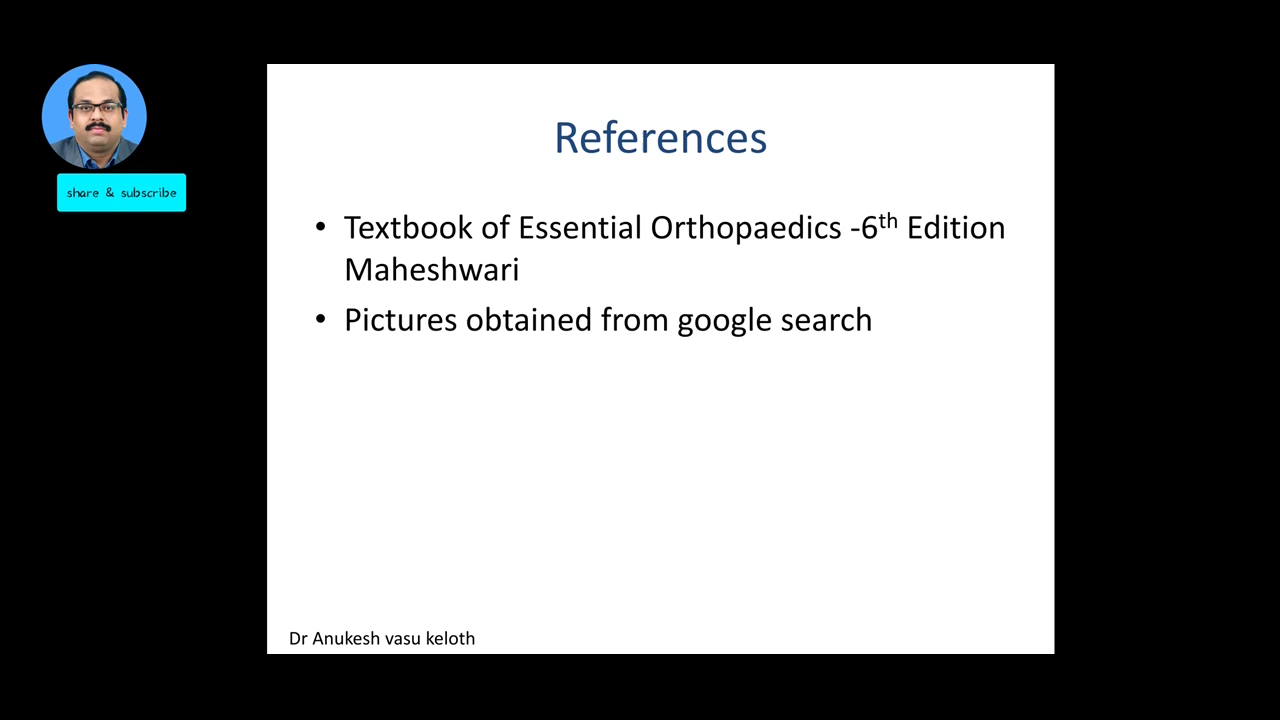 share & subscribe
References
• Textbook of Essential Orthopaedics -6th Edition
Maheshwari
• Pictures obtained from google search
Dr Anukesh vasu keloth